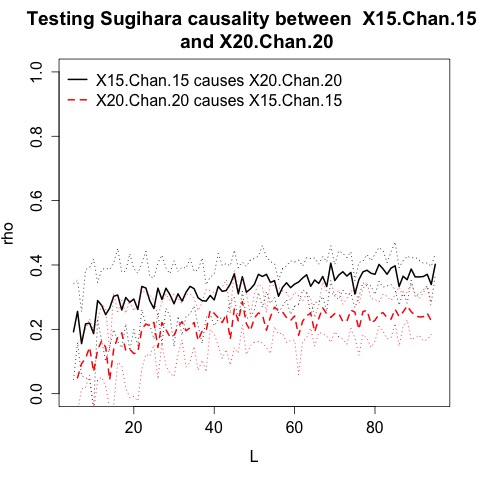 Testing Sugihara causality between  X15.Chan.15
and X20.Chan.20
X15.Chan.15 causes X20.Chan.20
X20.Chan.20 causes X15.Chan.15
1.0
0.8
0.6
0.4
0.2
0.0
rho
20 40 60 80
L